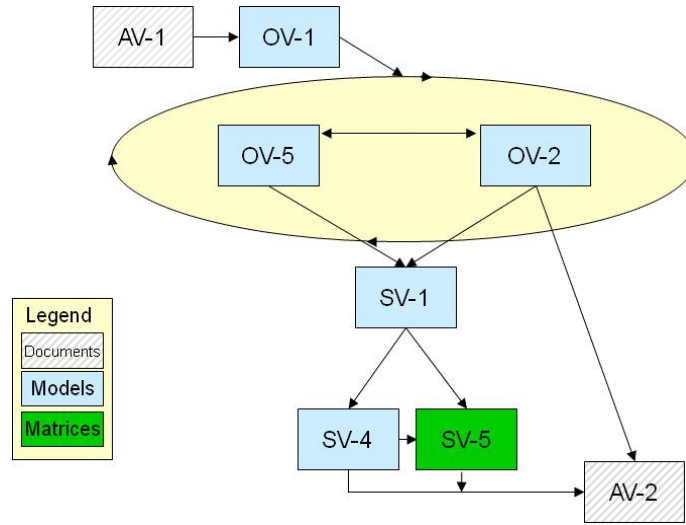 AV-1
OV-1
OV-5
OV-2
SV-1
Legend
Documents
Models
Matrices
SV-4
SV-5
AV-2